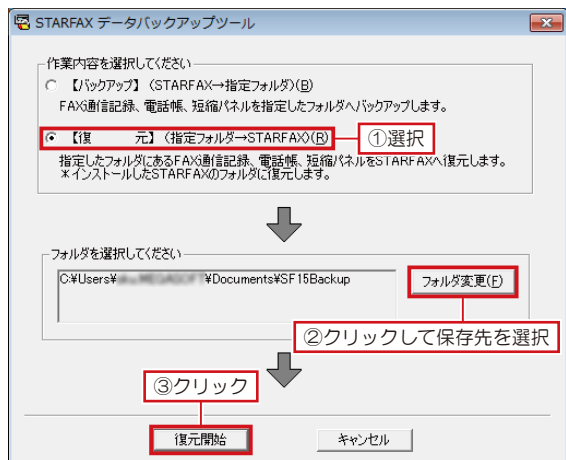 STARFAX データバックアップツール
作業内容を選択してください
【バックアップ】(STARFAX→指定フォルダ)(B)
FAX通信記録、電話帳、短縮パネルを指定したフォルダへバックアップします。
【復 元】(指定フォルダ→STARFAX)(R)
①選択
指定したフォルダにあるFAX通信記録、電話帳、短縮パネルをSTARFAXへ復元します。
＊インストールしたSTARFAXのフォルダに復元します。
フォルダを選択してください
C:¥Users¥ ¥Documents¥SF15Backup
フォルダ変更(F)
②クリックして保存先を選択
③クリック
復元開始
キャンセル